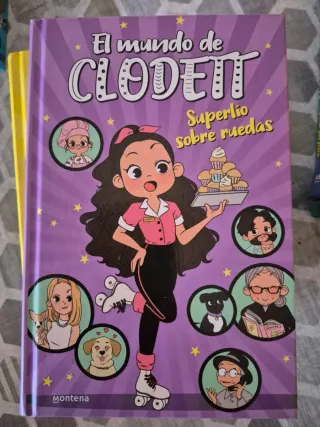 El mundo de
CLODETT
Superlío
sobre ruedas
montena